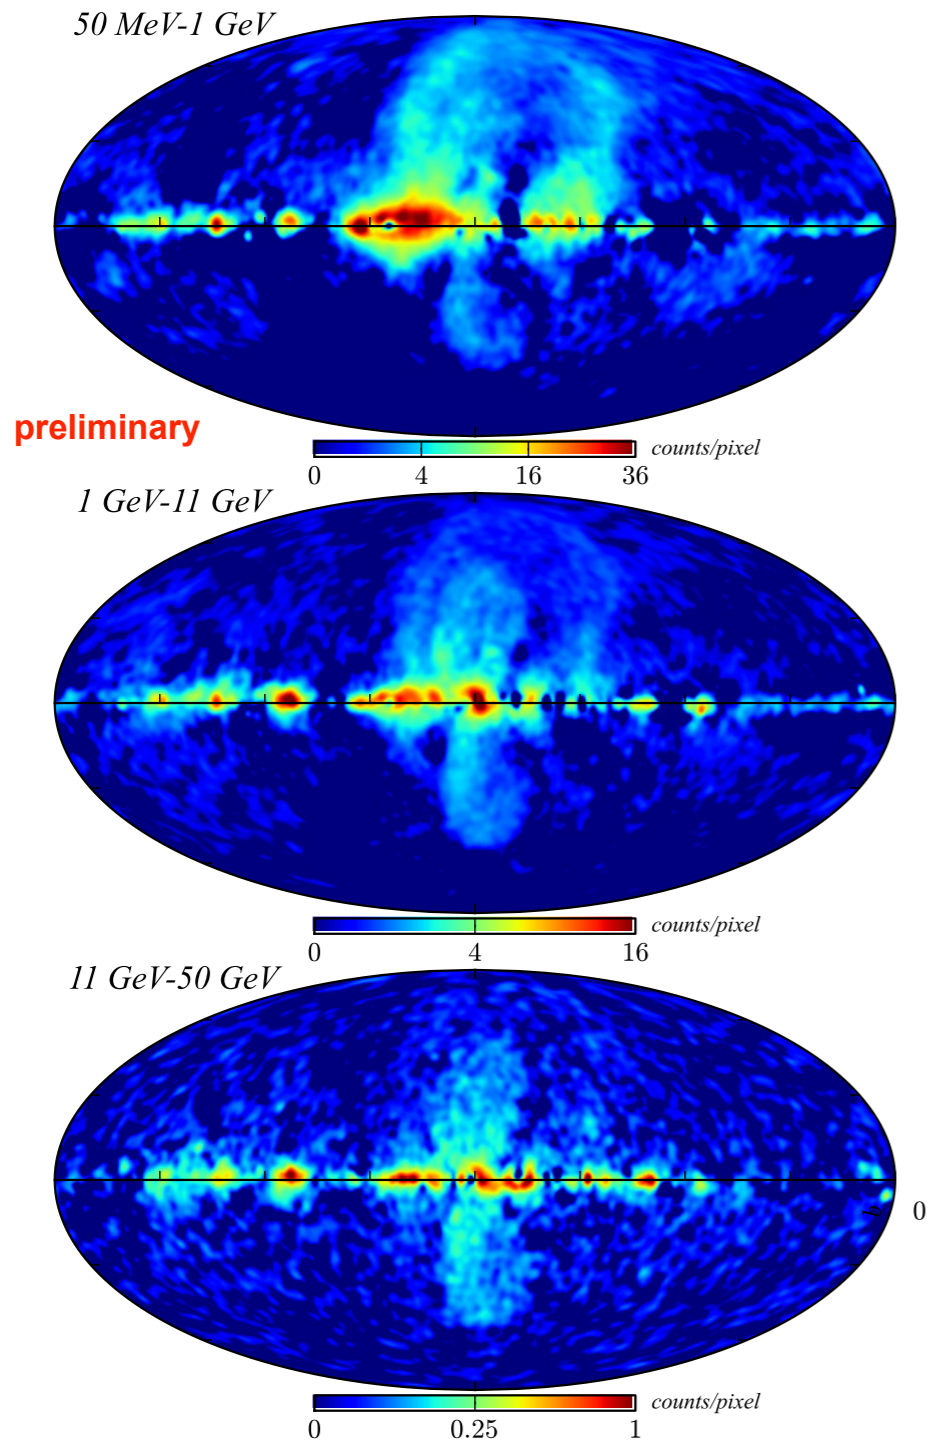 50 MeV-1 GeV
preliminary
counts/pixel
0 4 16 36
1 GeV-11 GeV
counts/pixel
0 4 16
11 GeV-50 GeV
b 0
counts/pixel
0 0.25 1